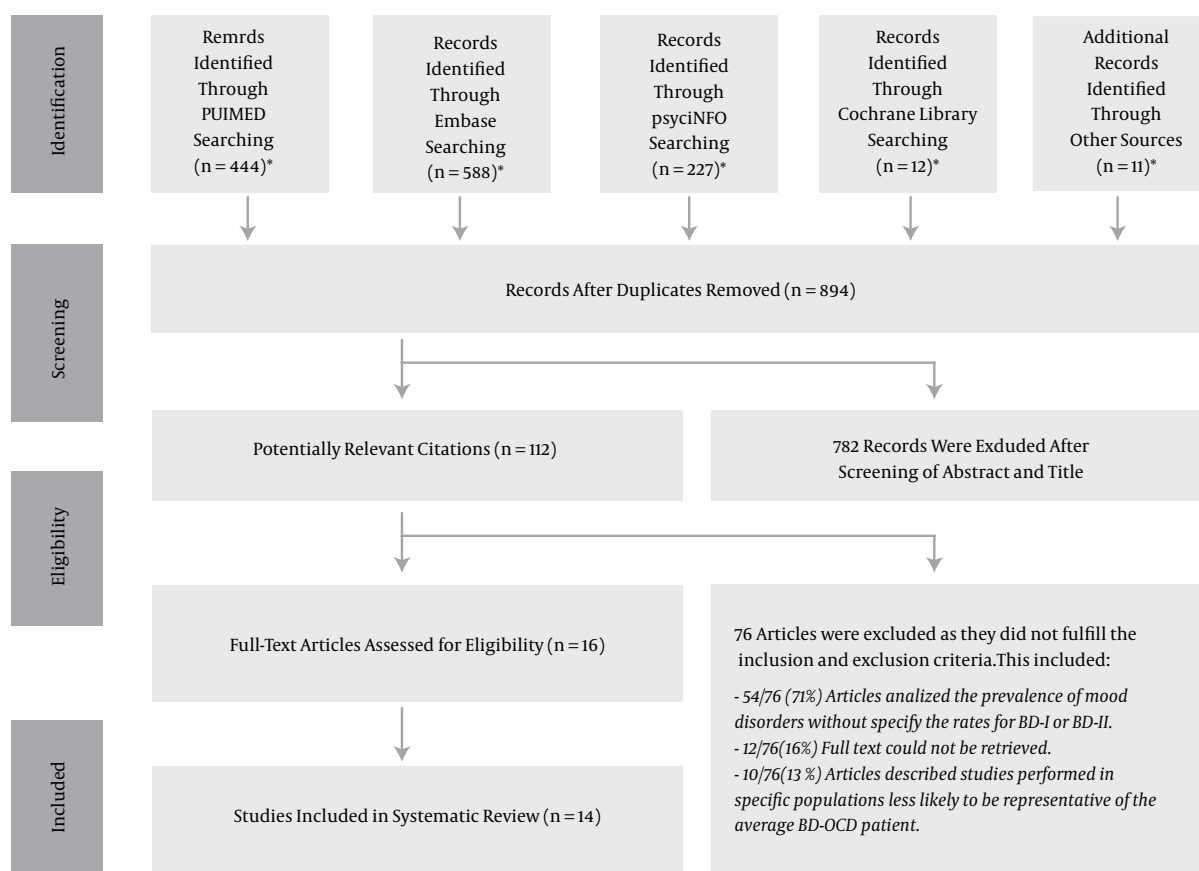 Identification
Remrds
Identified
Through
PUIMED
Searching
(n = 444)*
Records
Identified
Through
Embase
Searching
(n = 588)*
Records
Identified
Through
psyciNFO
Searching
(n = 227)*
Records
Identified
Through
Cochrane Library
Searching
(n = 12)*
Additional
Records
Identified
Through
Other Sources
(n = 11)*
Screening
Records After Duplicates Removed (n = 894)
Potentially Relevant Citations (n = 112)
782 Records Were Exduded After
Screening of Abstract and Title
Eligibility
Full-Text Articles Assessed for Eligibility (n = 16)
76 Articles were excluded as they did not fulfill the
inclusion and exclusion criteria.This included:
- 54/76 (71%) Articles analized the prevalence of mood
disorders without specify the rates for BD-I or BD-II.
- 12/76(16%) Full text could not be retrieved.
- 10/76(13 %) Articles described studies performed in
specific populations less likely to be representative of the
average BD-OCD patient.
Included
Studies Included in Systematic Review (n = 14)